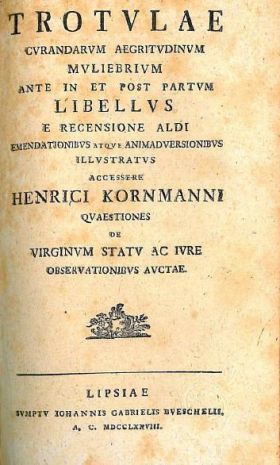 TROTVLAE
CVRANDARVM AEGRITVDINVM
MVLIEBRIVM
ANTE IN ET POST PARTVM
LIBELLVS
E RECENSIONE ALDI
EMENDATIONIBVS ATQVE ANIMADVERSIONIBVS
ILLVSTRATVS
ACCESSERE
HENRICI KORNMANNI
QVAESTIONES
DE
VIRGINVM STATV AC IVRE
OBSERVATIONIBVS AVCTAE.
LIPSIAE
SVMPTV IOHANNIS GABRIELIS BVESCHELII,
A. C. MDCCLXXVIII.